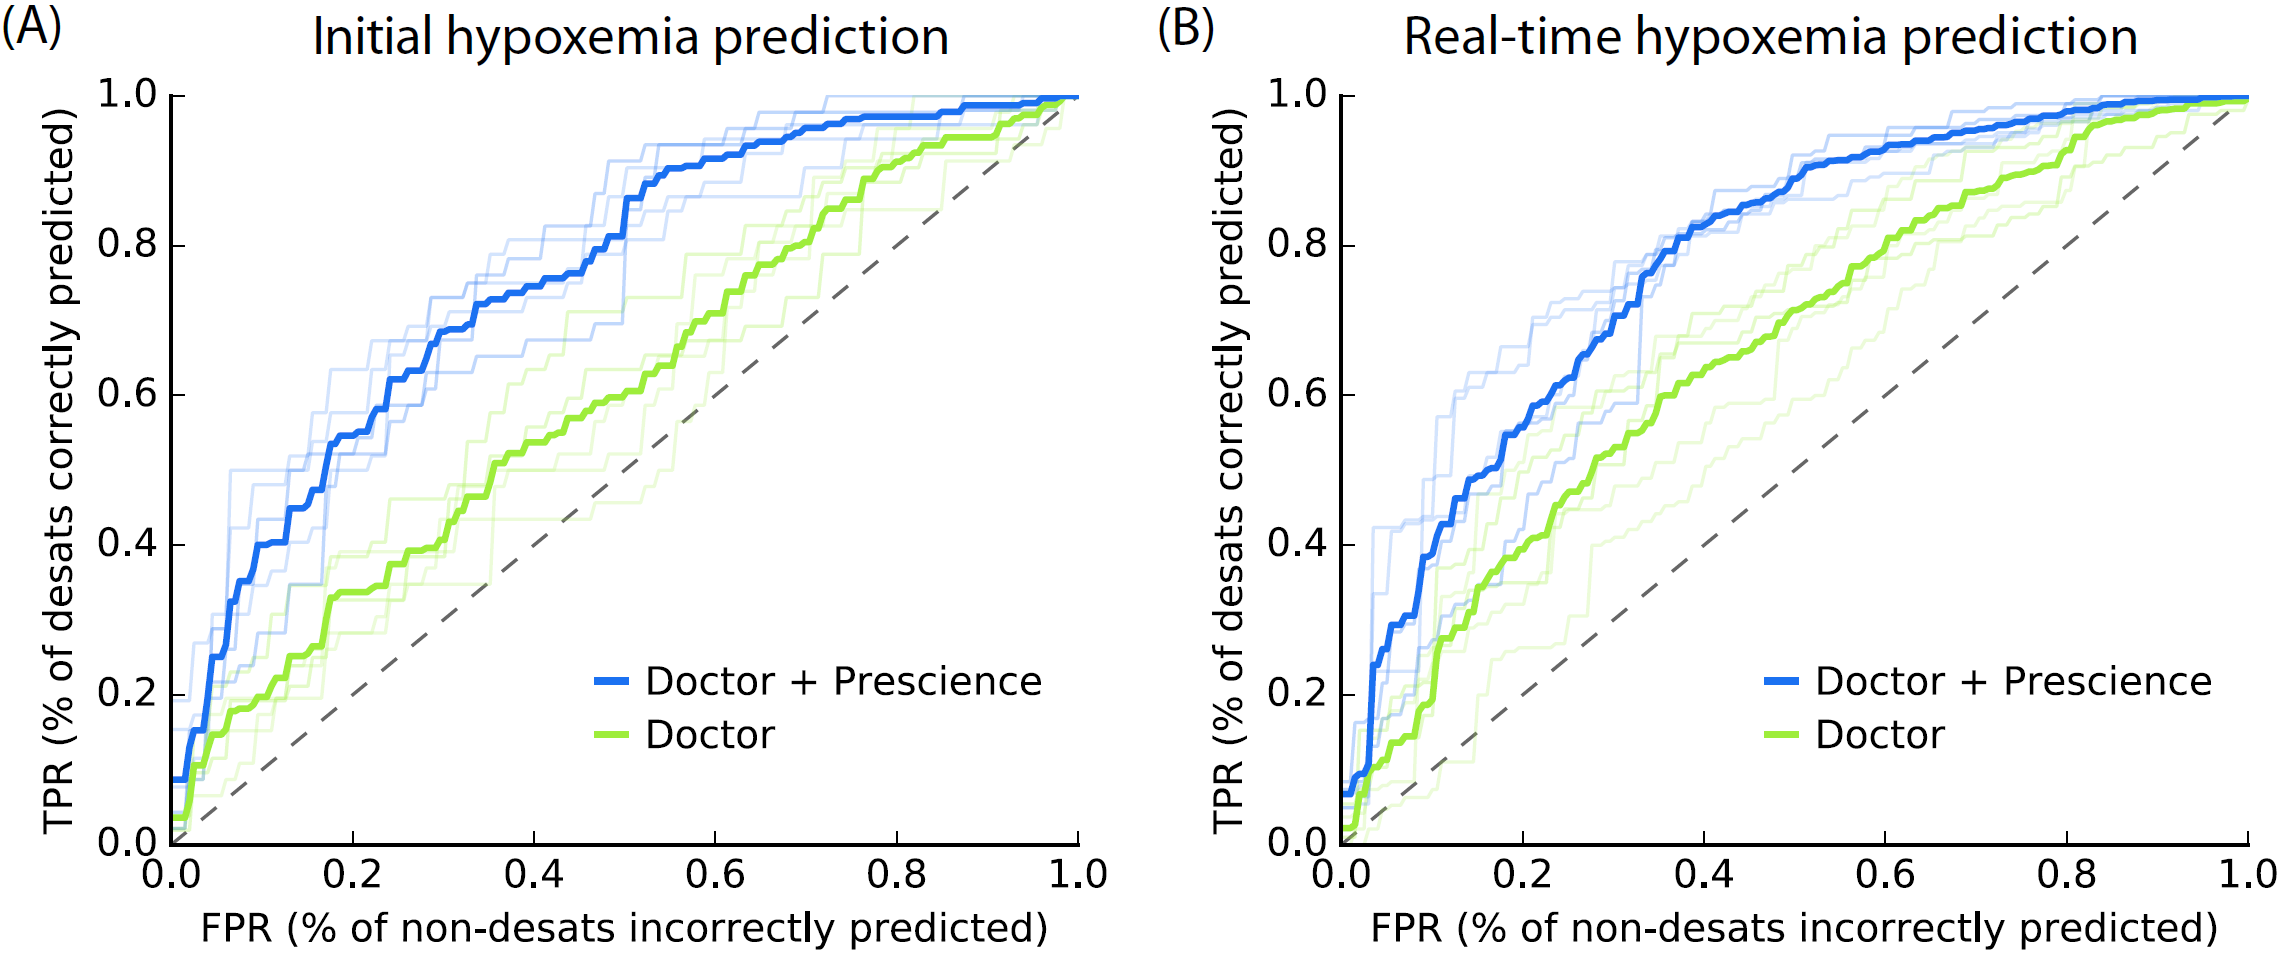 (A)
Initial hypoxemia prediction
TPR (% of desats correctly predicted)
1.0
0.8
0.6
0.4
0.2
0.0
Doctor + Prescience
Doctor
0.0 0.2 0.4 0.6 0.8 1.0
FPR (% of non-desats incorrectly predicted)
(B)
Real-time hypoxemia prediction
TPR (% of desats correctly predicted)
1.0
0.8
0.6
0.4
0.2
0.0
Doctor + Prescience
Doctor
0.0 0.2 0.4 0.6 0.8 1.0
FPR (% of non-desats incorrectly predicted)